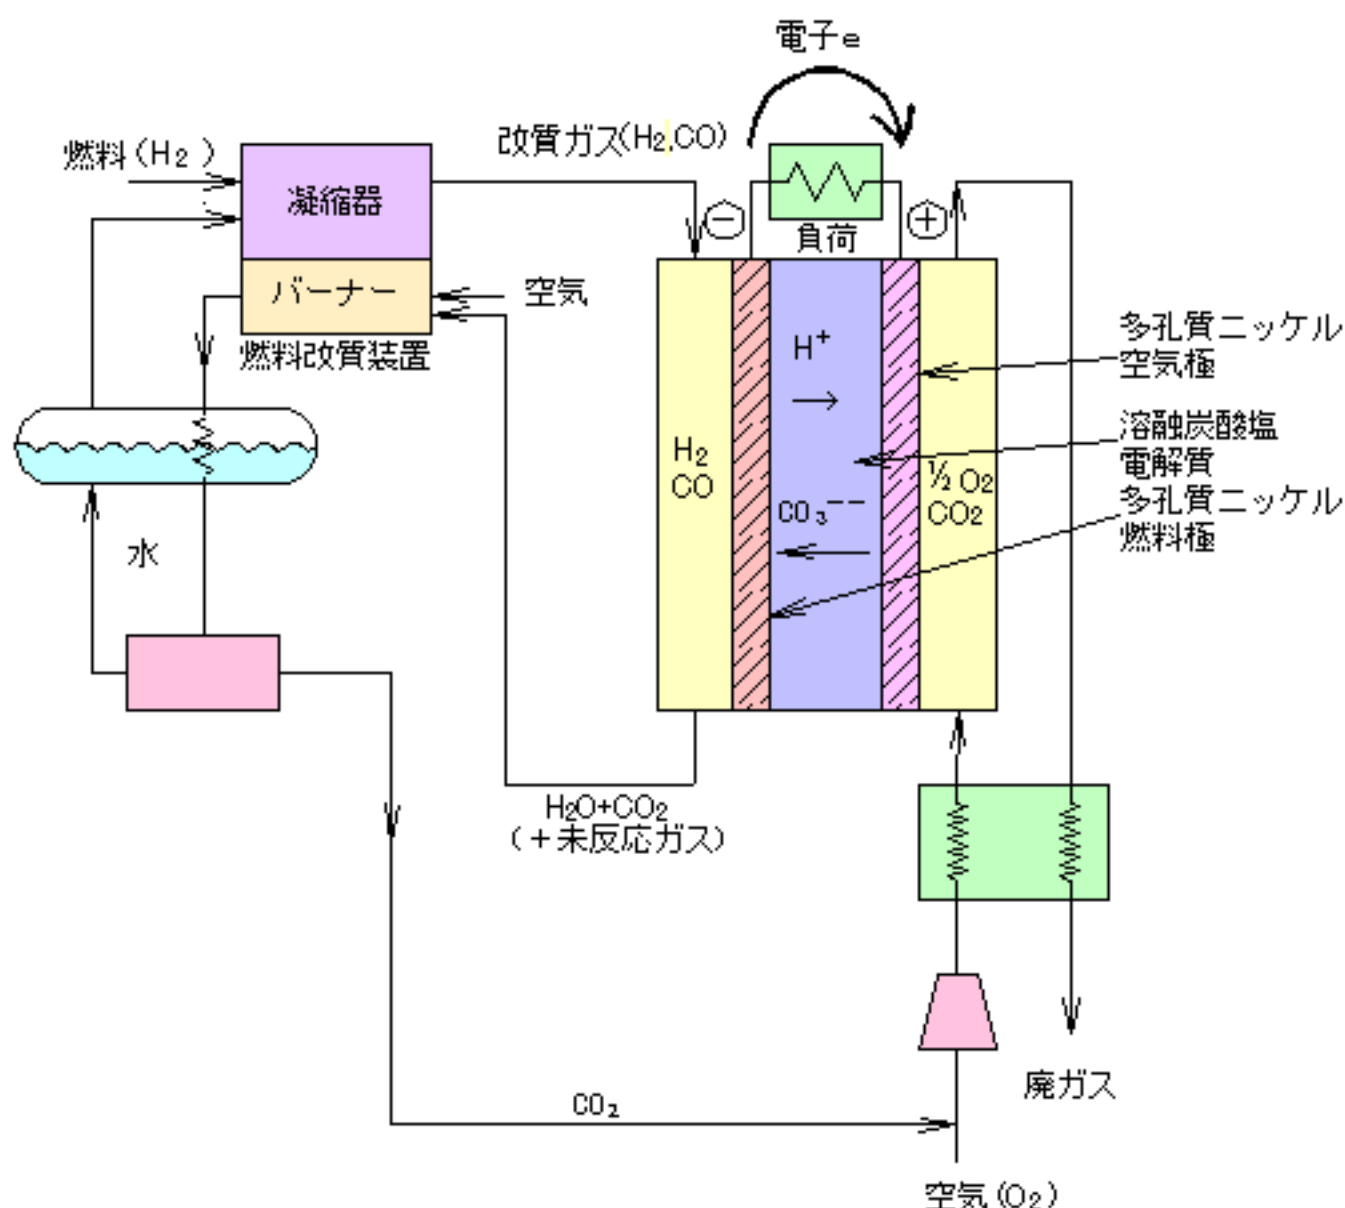 電子e
改質ガス(H2,CO)
燃料(H2)
凝縮器
⊖
⊕
負荷
バーナー
空気
燃料改質装置
多孔質ニッケル
空気極
H+
→
溶融炭酸塩
電解質
H2
CO
½O2
CO2
CO3--
多孔質ニッケル
燃料極
水
H2O+CO2
(+未反応ガス)
廃ガス
CO2
空気(O2)